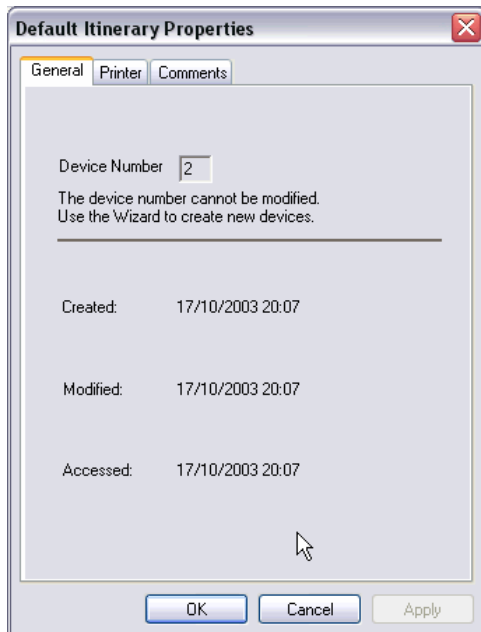 Default Itinerary Properties
General Printer Comments
Device Number 2
The device number cannot be modified.
Use the Wizard to create new devices.
Created: 17/10/2003 20:07
Modified: 17/10/2003 20:07
Accessed: 17/10/2003 20:07
OK Cancel Apply